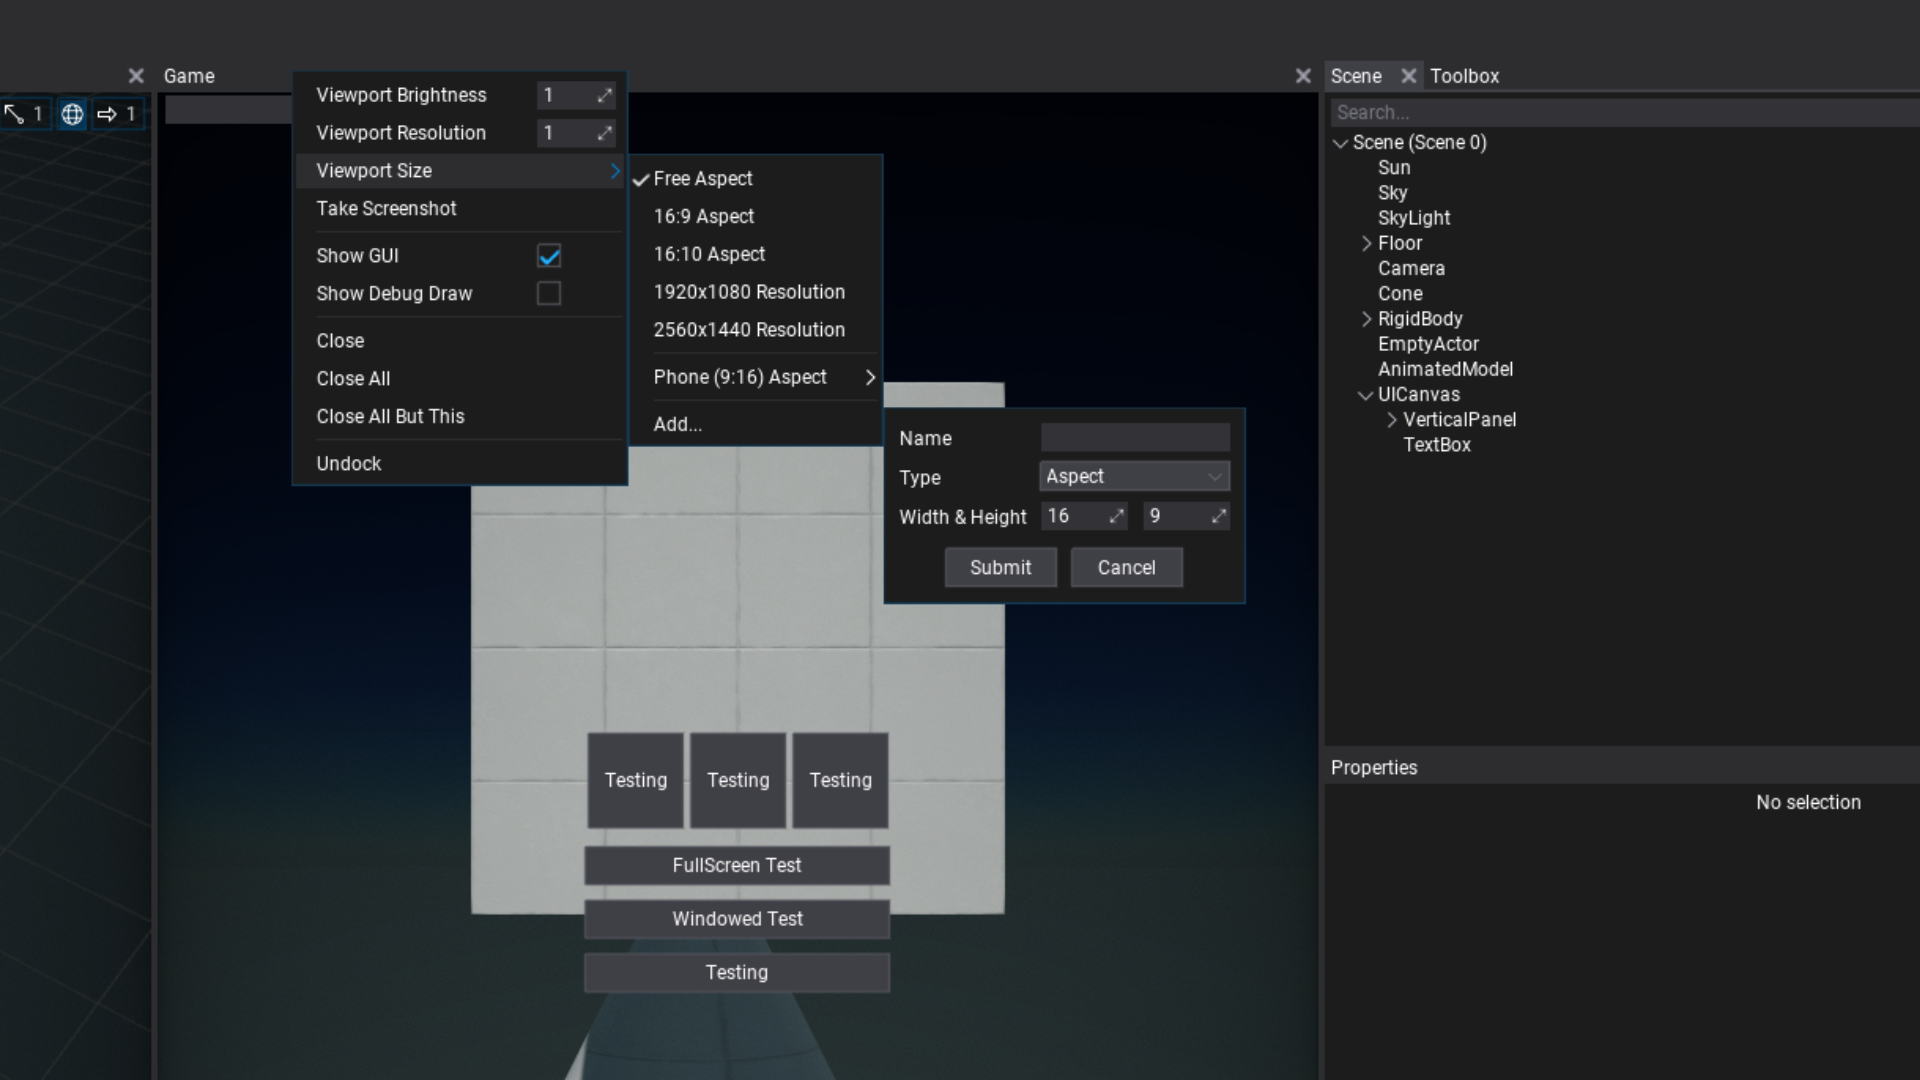 Game
1
1
Viewport Brightness 1
Viewport Resolution 1
Viewport Size
Take Screenshot
Show GUI
Show Debug Draw
Close
Close All
Close All But This
Undock
Free Aspect
16:9 Aspect
16:10 Aspect
1920x1080 Resolution
2560x1440 Resolution
Phone (9:16) Aspect
Add...
Name
Type Aspect
Width & Height 16 9
Submit Cancel
Testing Testing Testing
FullScreen Test
Windowed Test
Testing
Scene Toolbox
Search...
Scene (Scene 0)
Sun
Sky
SkyLight
Floor
Camera
Cone
RigidBody
EmptyActor
AnimatedModel
UICanvas
VerticalPanel
TextBox
Properties
No selection